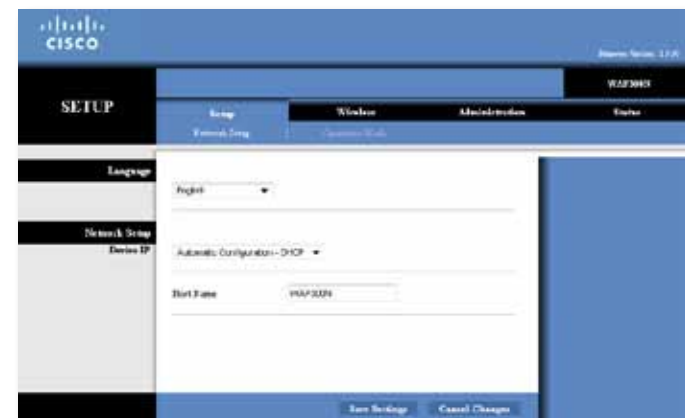 CISCO
WAP300N
SETUP
Setup Wireless Administration Status
Network Setup
Language
English
Network Setup
Device IP
Automatic Configuration - DHCP
Host Name WAP300N
Save Settings Cancel Changes